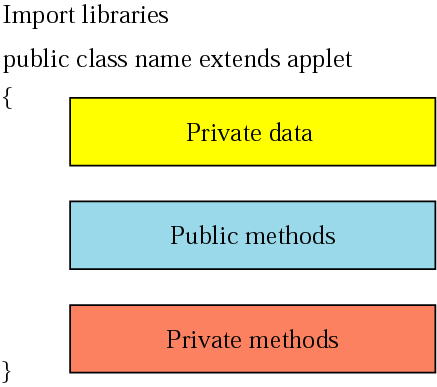 Import libraries
public class name extends applet
{
Private data
Public methods
Private methods
}